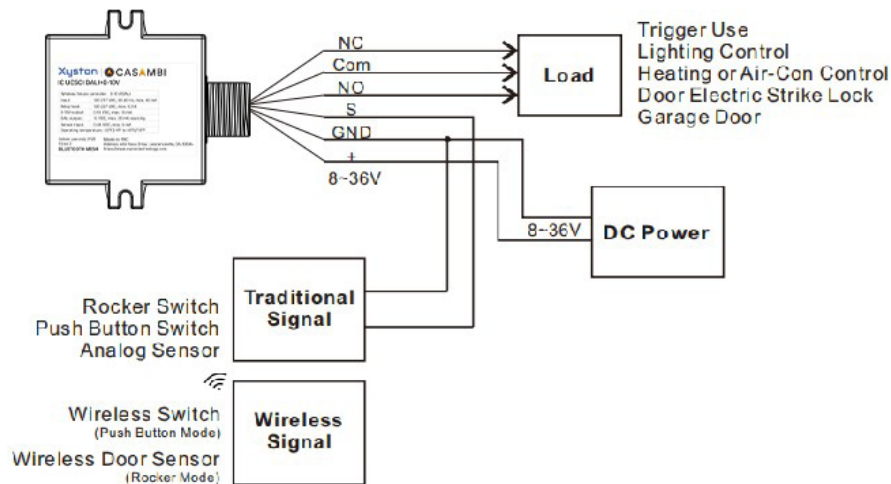 Xyston CASAMBI
NC
Com
NO
S
GND
+
8~36V
Load
Trigger Use
Lighting Control
Heating or Air-Con Control
Door Electric Strike Lock
Garage Door
8~36V
DC Power
Rocker Switch
Push Button Switch
Analog Sensor
Traditional
Signal
Wireless Switch
(Push Button Mode)
Wireless Door Sensor
(Rocker Mode)
Wireless
Signal